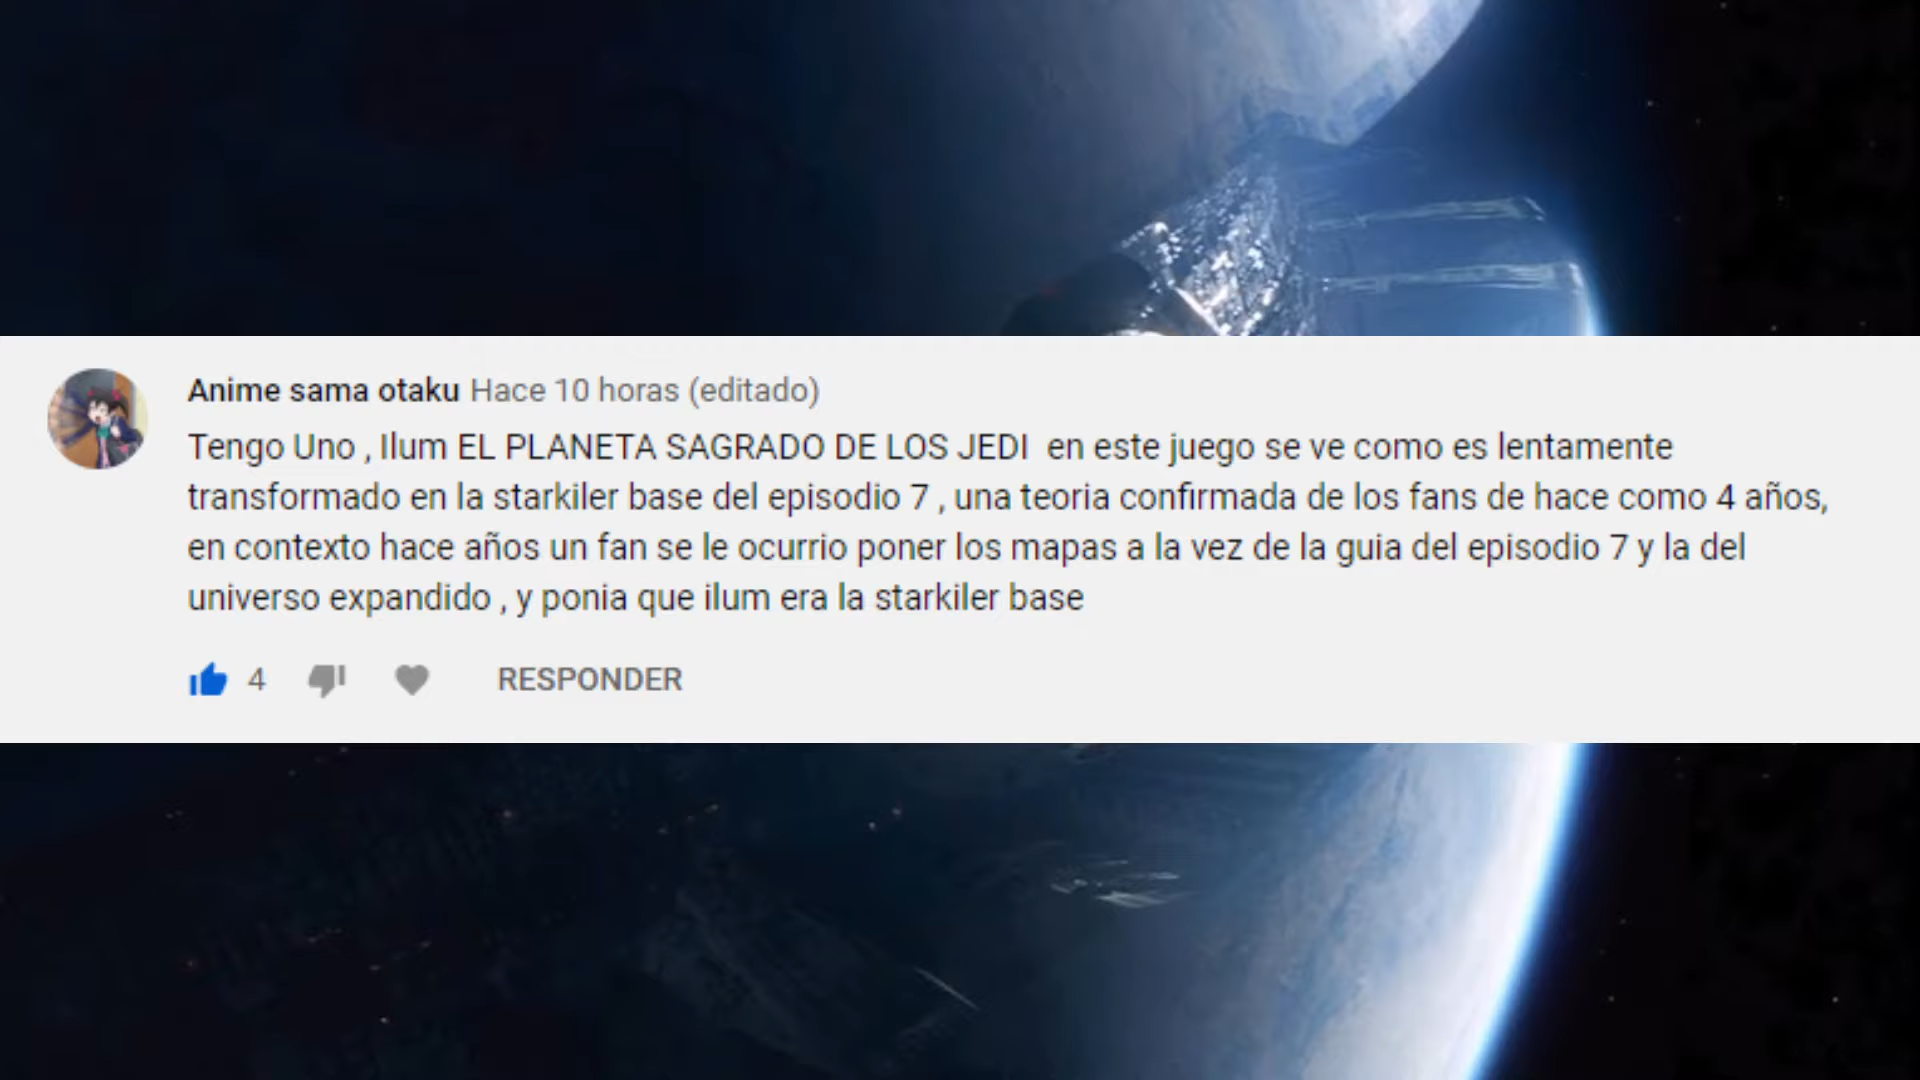 Anime sama otaku Hace 10 horas (editado)
Tengo Uno , Ilum EL PLANETA SAGRADO DE LOS JEDI  en este juego se ve como es lentamente
transformado en la starkiler base del episodio 7 , una teoria confirmada de los fans de hace como 4 años,
en contexto hace años un fan se le ocurrio poner los mapas a la vez de la guia del episodio 7 y la del
universo expandido , y ponia que ilum era la starkiler base
4 RESPONDER